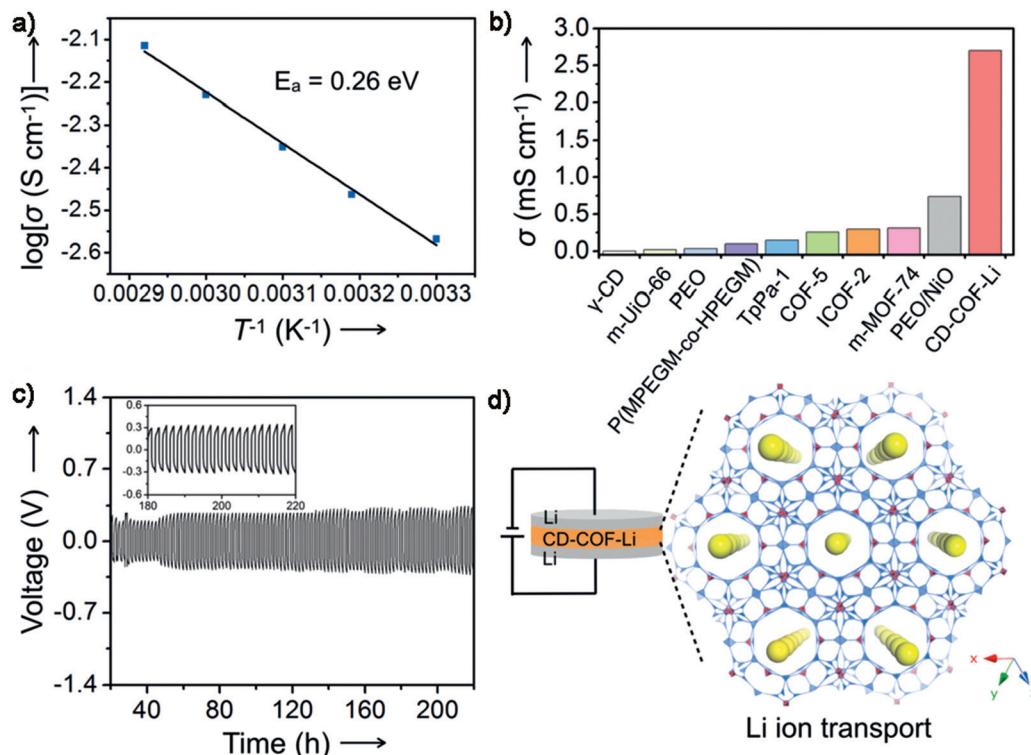 a)
-2.1
-2.2
-2.3
-2.4
-2.5
-2.6
log[σ (S cm⁻¹)]
Eₐ = 0.26 eV
0.0029 0.0030 0.0031 0.0032 0.0033
T⁻¹ (K⁻¹)
b)
3.0
2.5
2.0
1.5
1.0
0.5
0.0
σ (mS cm⁻¹)
γ-CD
m-UiO-66
PEO
P(MPEGM-co-HPEGM)
TpPa-1
COF-5
ICOF-2
m-MOF-74
PEO/NiO
CD-COF-Li
c)
1.4
0.7
0.0
-0.7
-1.4
Voltage (V)
0.6
0.3
0.0
-0.3
-0.6
180 200 220
40 80 120 160 200
Time (h)
d)
Li
CD-COF-Li
Li
x
y
Li ion transport